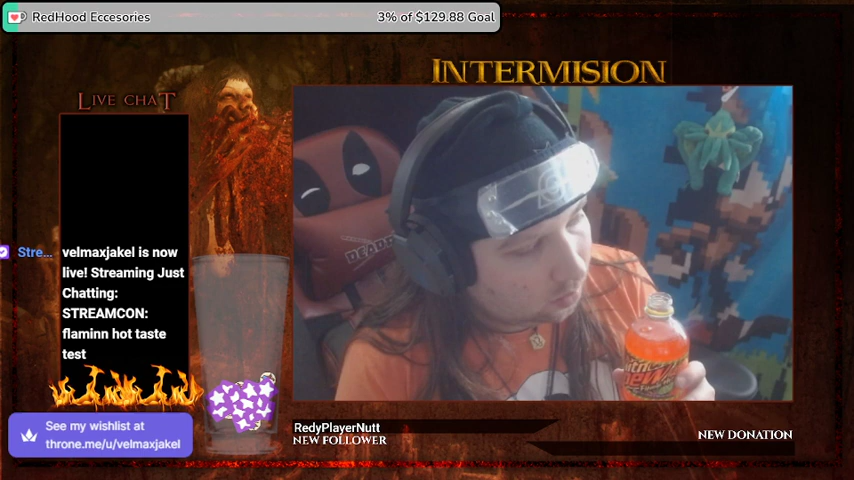 RedHood Eccesories
3% of $129.88 Goal
INTERMISION
LIVE CHAT
DEADP
Stre...
velmaxjakel is now
live! Streaming Just
Chatting:
STREAMCON:
flaminn hot taste
test
See my wishlist at
throne.me/u/velmaxjakel
RedyPlayerNutt
NEW FOLLOWER
NEW DONATION